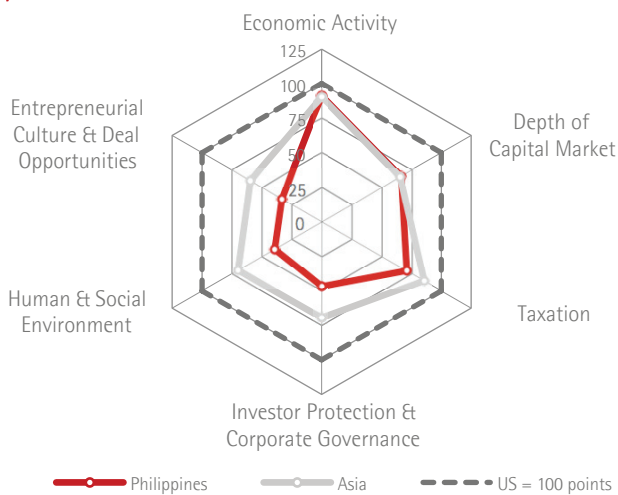 Economic Activity
125
100
75
50
25
0
Entrepreneurial
Culture & Deal
Opportunities
Depth of
Capital Market
Human & Social
Environment
Taxation
Investor Protection &
Corporate Governance
Philippines
Asia
US = 100 points